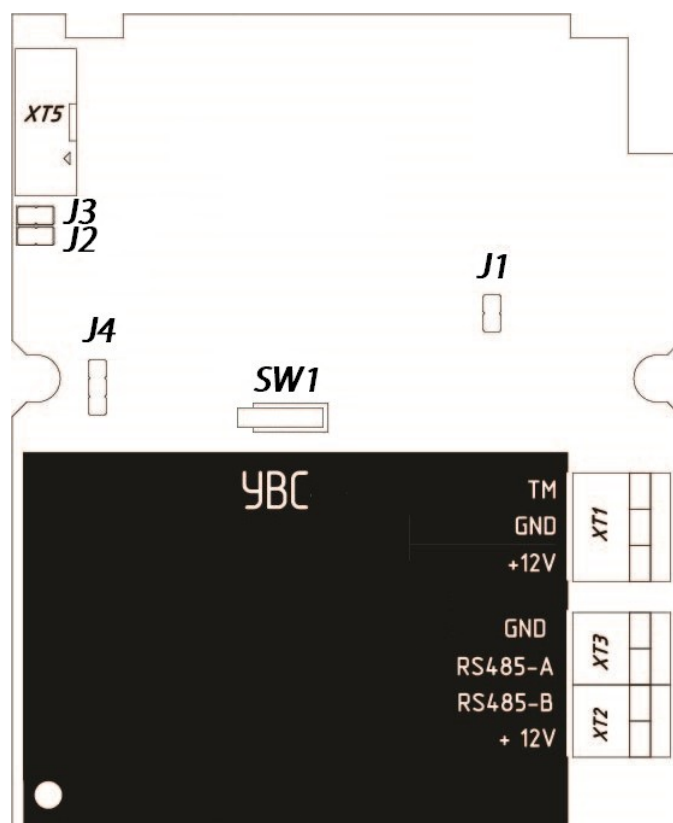 XT5
J3
J2
J1
J4
SW1
УВС
TM
GND
+12V
XT1
GND
RS485-A
RS485-B
+ 12V
XT3
XT2